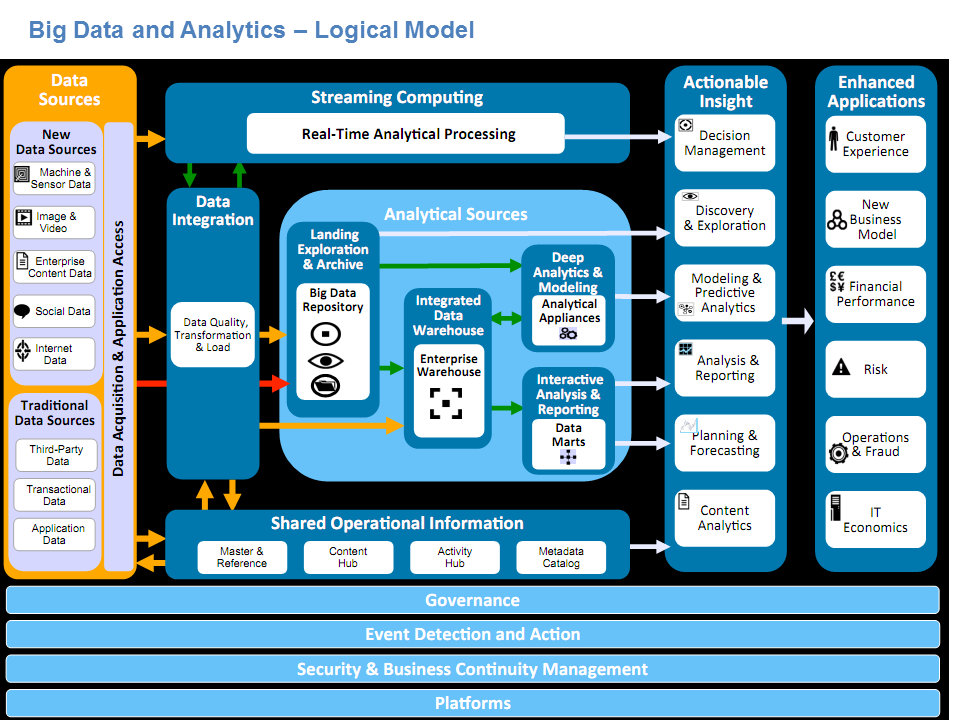 Big Data and Analytics – Logical Model
Data
Sources
New
Data Sources
Machine &
Sensor Data
Image &
Video
Enterprise
Content Data
Social Data
Internet
Data
Traditional
Data Sources
Third-Party
Data
Transactional
Data
Application
Data
Data Acquisition & Application Access
Streaming Computing
Real-Time Analytical Processing
Data
Integration
Data Quality,
Transformation
& Load
Analytical Sources
Landing
Exploration
& Archive
Big Data
Repository
Integrated
Data
Warehouse
Enterprise
Warehouse
Deep
Analytics &
Modeling
Analytical
Appliances
Interactive
Analysis &
Reporting
Data
Marts
Shared Operational Information
Master &
Reference
Content
Hub
Activity
Hub
Metadata
Catalog
Actionable
Insight
Decision
Management
Discovery
& Exploration
Modeling &
Predictive
Analytics
Analysis &
Reporting
Planning &
Forecasting
Content
Analytics
Enhanced
Applications
Customer
Experience
New
Business
Model
£€
$¥
Financial
Performance
Risk
Operations
& Fraud
IT
Economics
Governance
Event Detection and Action
Security & Business Continuity Management
Platforms